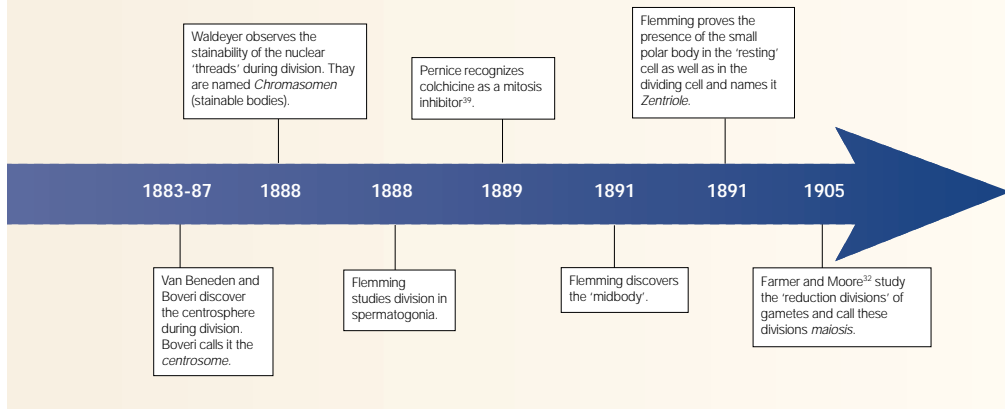 Waldeyer observes the
stainability of the nuclear
‘threads’ during division. Thay
are named Chromasomen
(stainable bodies).
Pernice recognizes
colchicine as a mitosis
inhibitor39.
Flemming proves the
presence of the small
polar body in the ‘resting’
cell as well as in the
dividing cell and names it
Zentriole.
1883-87 1888 1888 1889 1891 1891 1905
Van Beneden and
Boveri discover
the centrosphere
during division.
Boveri calls it the
centrosome.
Flemming
studies division in
spermatogonia.
Flemming discovers
the ‘midbody’.
Farmer and Moore32 study
the ‘reduction divisions’ of
gametes and call these
divisions maiosis.